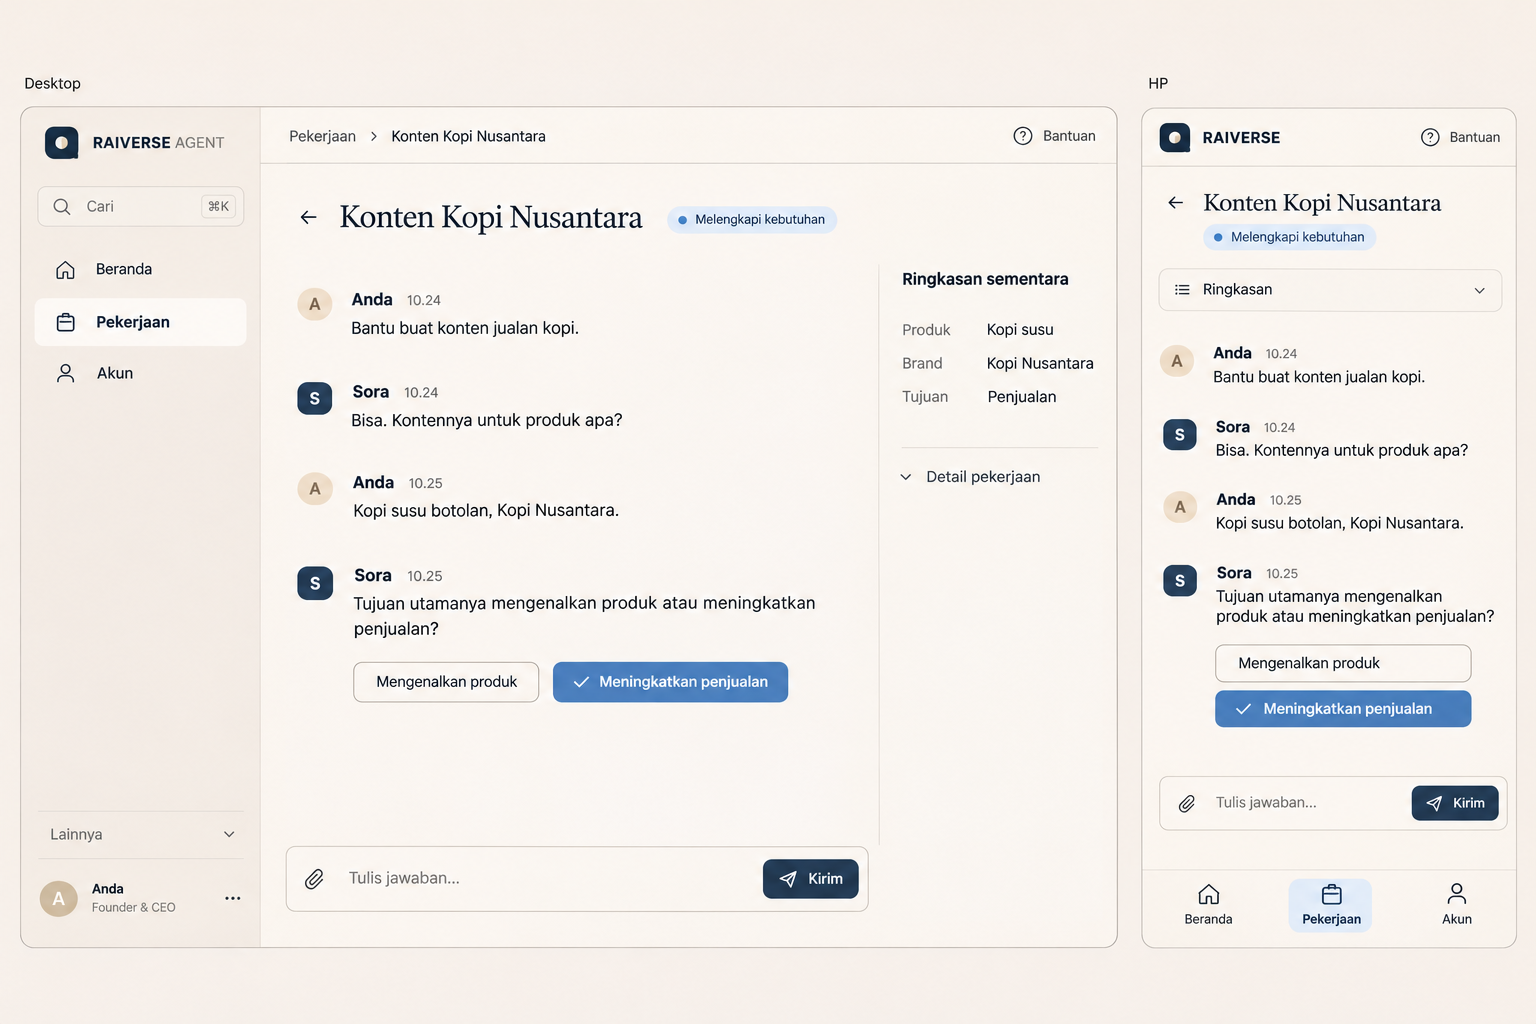 Desktop
RAIVERSE AGENT
Cari
⌘K
Beranda
Pekerjaan
Akun
Lainnya
A
Anda
Founder & CEO
Pekerjaan > Konten Kopi Nusantara
Bantuan
Konten Kopi Nusantara
Melengkapi kebutuhan
A
Anda 10.24
Bantu buat konten jualan kopi.
S
Sora 10.24
Bisa. Kontennya untuk produk apa?
A
Anda 10.25
Kopi susu botolan, Kopi Nusantara.
S
Sora 10.25
Tujuan utamanya mengenalkan produk atau meningkatkan
penjualan?
Mengenalkan produk
Meningkatkan penjualan
Tulis jawaban...
Kirim
Ringkasan sementara
Produk Kopi susu
Brand Kopi Nusantara
Tujuan Penjualan
Detail pekerjaan
HP
RAIVERSE
Bantuan
Konten Kopi Nusantara
Melengkapi kebutuhan
Ringkasan
A
Anda 10.24
Bantu buat konten jualan kopi.
S
Sora 10.24
Bisa. Kontennya untuk produk apa?
A
Anda 10.25
Kopi susu botolan, Kopi Nusantara.
S
Sora 10.25
Tujuan utamanya mengenalkan
produk atau meningkatkan penjualan?
Mengenalkan produk
Meningkatkan penjualan
Tulis jawaban...
Kirim
Beranda
Pekerjaan
Akun